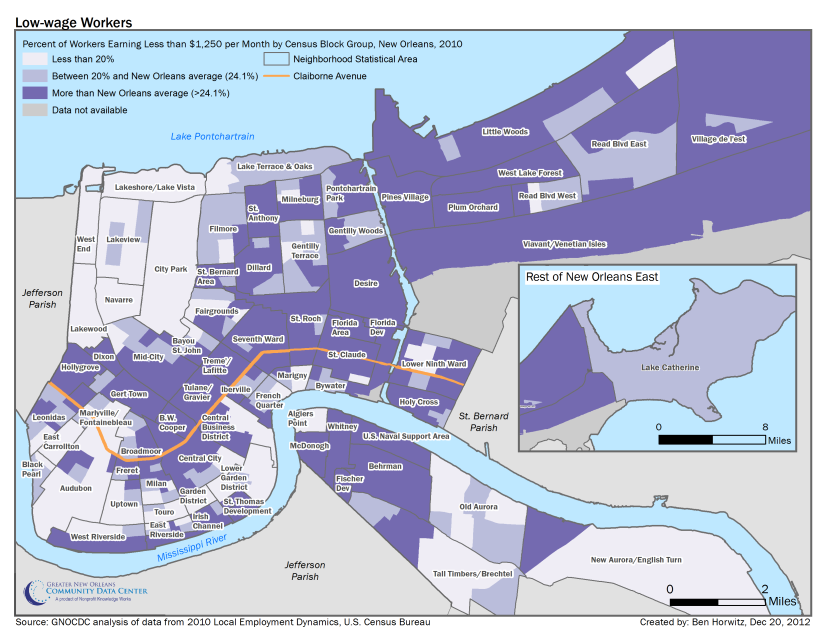 Low-wage Workers
Percent of Workers Earning Less than $1,250 per Month by Census Block Group, New Orleans, 2010
Less than 20%
Neighborhood Statistical Area
Between 20% and New Orleans average (24.1%)
Claiborne Avenue
More than New Orleans average (>24.1%)
Data not available
Lake Pontchartrain
Little Woods
Read Blvd East
Village de l'est
Lake Terrace & Oaks
West Lake Forest
Lakeshore/Lake Vista
Milneburg
Pontchartrain
Park
Pines Village
Read Blvd West
Plum Orchard
St.
Anthony
Filmore
Gentilly Woods
West
End
Lakeview
Gentilly
Terrace
Viavant/Venetian Isles
City Park
St. Bernard
Area
Dillard
Desire
Rest of New Orleans East
Jefferson
Parish
Navarre
Fairgrounds
St. Roch
Florida
Area
Florida
Dev
Lakewood
Bayou
St. John
Seventh Ward
Dixon
Mid-City
Hollygrove
Treme'/
Lafitte
St. Claude
Lower Ninth Ward
Lake Catherine
Marigny
Bywater
Gert Town
Tulane/
Gravier
Iberville
French
Quarter
Holy Cross
Leonidas
Marlyville/
Fontainebleau
B.W.
Cooper
Central
Business
District
Algiers
Point
Whitney
St. Bernard
Parish
0 8
Miles
East
Carrollton
U.S. Naval Support Area
McDonogh
Broadmoor
Central City
Black
Pearl
Freret
Lower
Garden
District
Behrman
Audubon
Milan
Garden
District
Fischer
Dev
Uptown
Touro
St. Thomas
Development
Old Aurora
Irish
Channel
East
Riverside
West Riverside
Mississippi River
Jefferson
Parish
New Aurora/English Turn
Tall Timbers/Brechtel
0 2
Miles
GREATER NEW ORLEANS
COMMUNITY DATA CENTER
A product of Nonprofit Knowledge Works
Source: GNOCDC analysis of data from 2010 Local Employment Dynamics, U.S. Census Bureau
Created by: Ben Horwitz, Dec 20, 2012